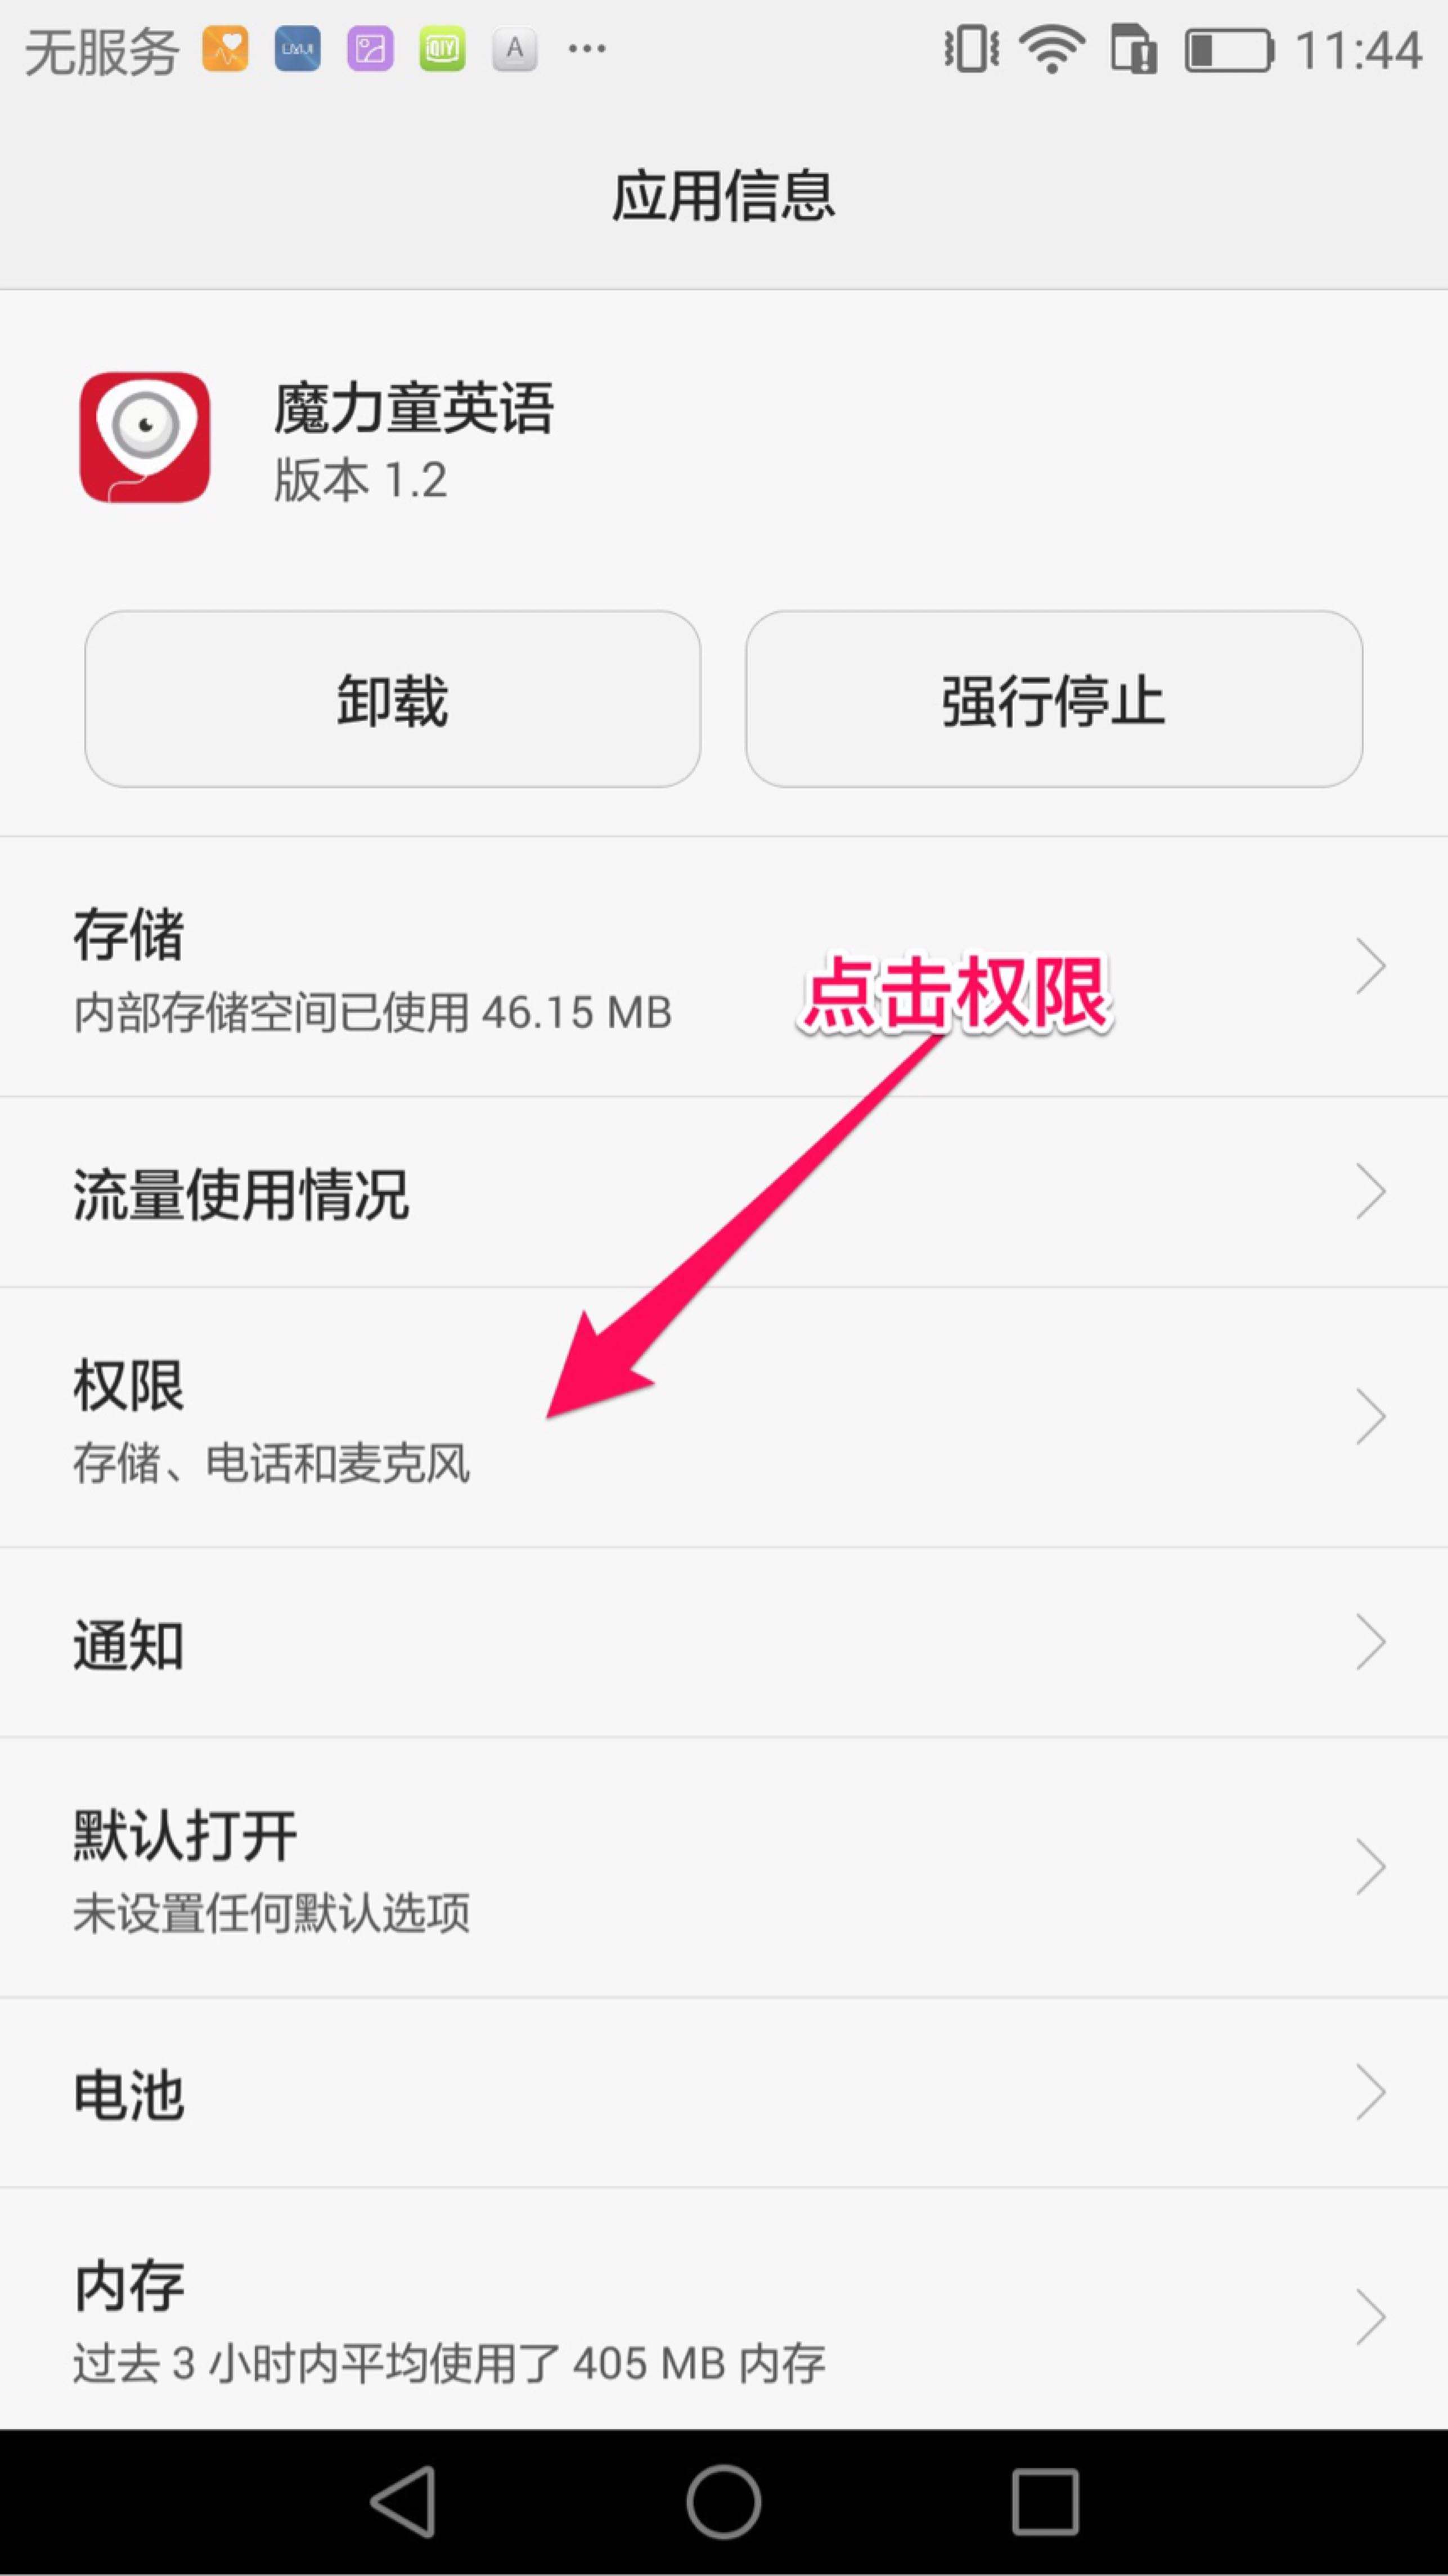 无服务 EMUI QIY A ... 11:44
应用信息
魔力童英语
版本 1.2
卸载 强行停止
存储
内部存储空间已使用 46.15 MB
点击权限
流量使用情况
权限
存储、电话和麦克风
通知
默认打开
未设置任何默认选项
电池
内存
过去 3 小时内平均使用了 405 MB 内存